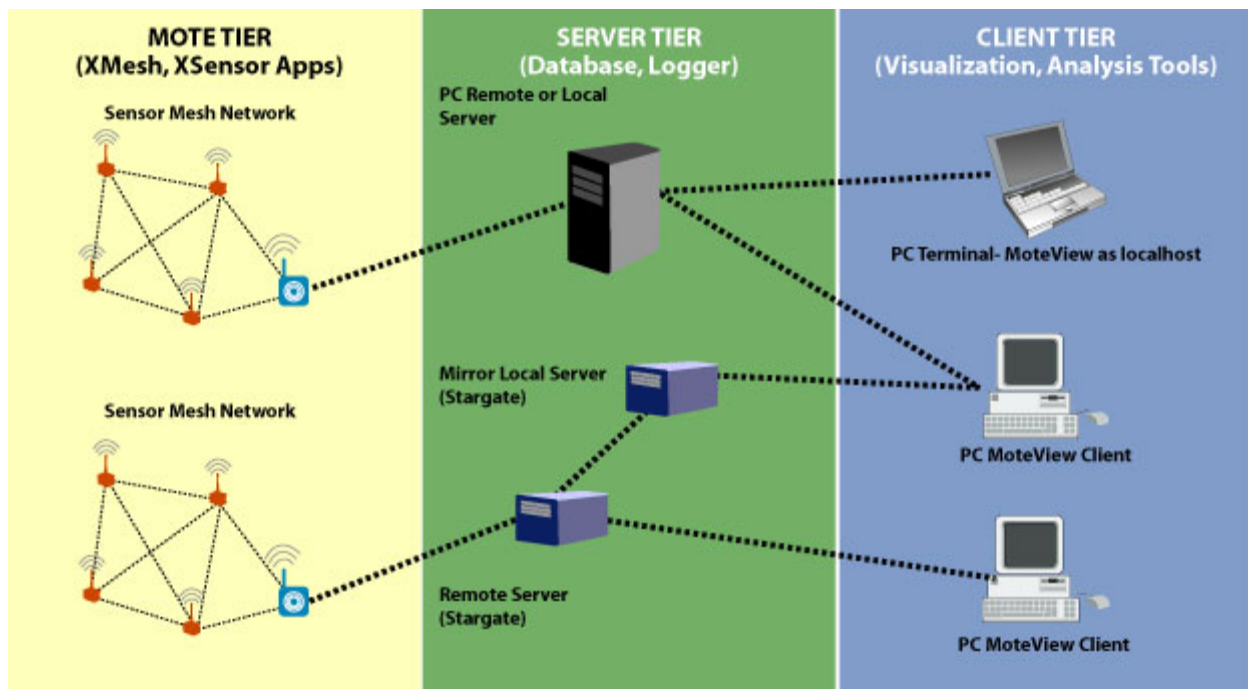 MOTE TIER
(XMesh, XSensor Apps)
SERVER TIER
(Database, Logger)
CLIENT TIER
(Visualization, Analysis Tools)
Sensor Mesh Network
PC Remote or Local
Server
PC Terminal- MoteView as localhost
Mirror Local Server
(Stargate)
Sensor Mesh Network
PC MoteView Client
Remote Server
(Stargate)
PC MoteView Client